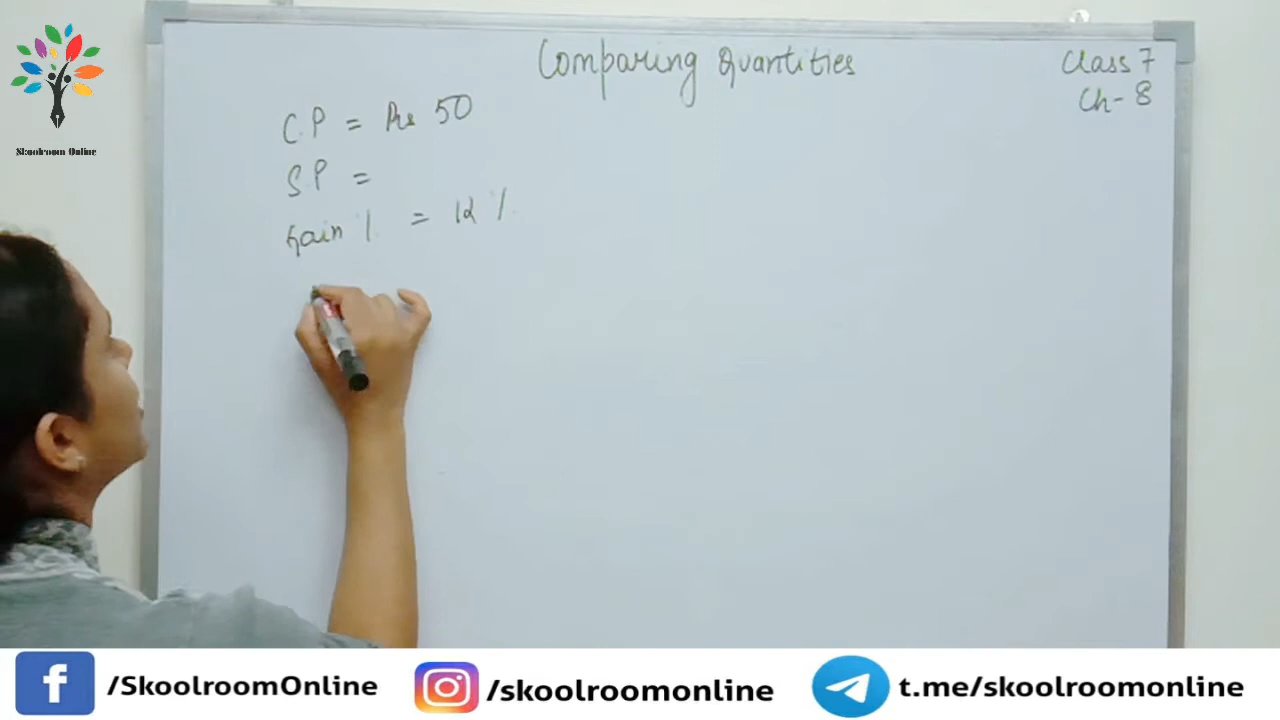 Comparing Quantities
Class 7
Ch- 8
C.P = Rs 50
S.P =
Gain % = 12 %
Skoolroom Online
f /SkoolroomOnline
/skoolroomonline
t.me/skoolroomonline